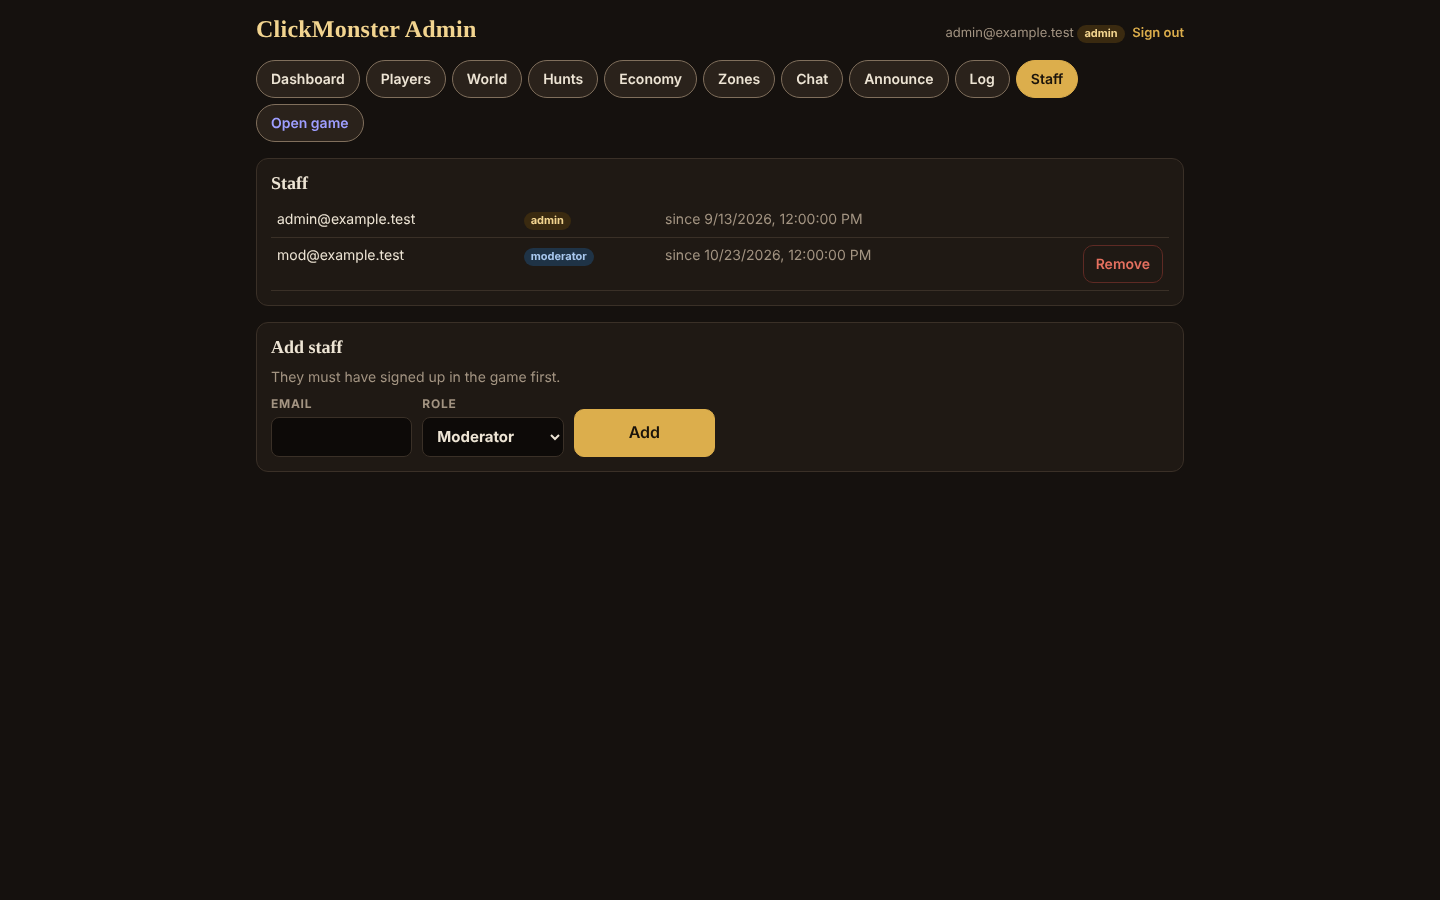 ClickMonster Admin
admin@example.test admin Sign out
Dashboard Players World Hunts Economy Zones Chat Announce Log Staff
Open game
Staff
admin@example.test admin since 9/13/2026, 12:00:00 PM
mod@example.test moderator since 10/23/2026, 12:00:00 PM Remove
Add staff
They must have signed up in the game first.
EMAIL ROLE
Moderator Add